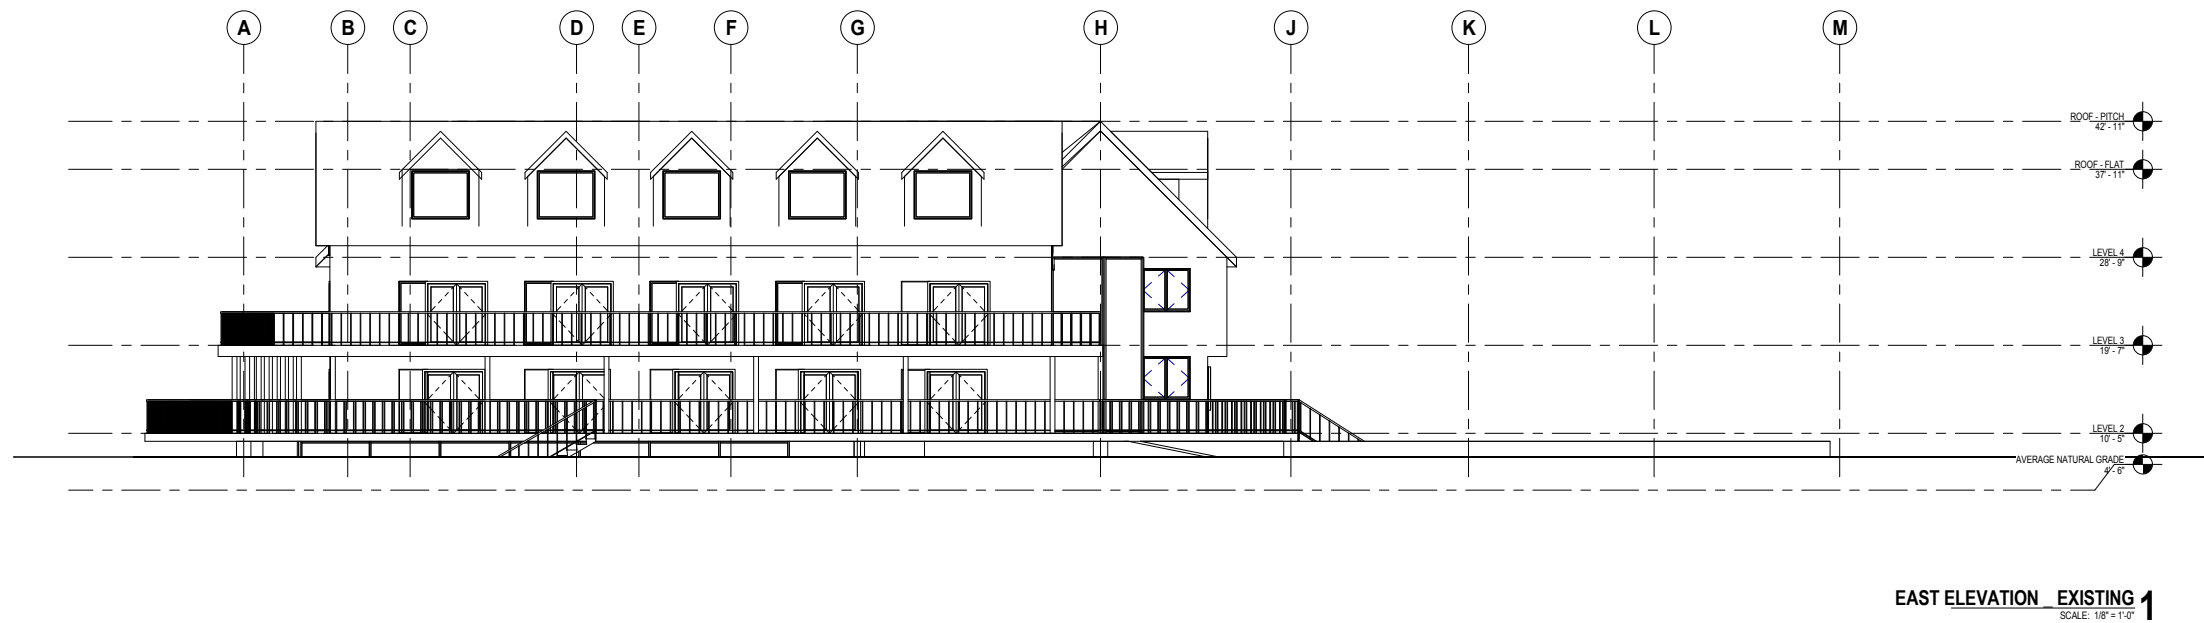 A B C D E F G H J K L M
ROOF - PITCH
42' - 11"
ROOF - FLAT
37' - 11"
LEVEL 4
28' - 9"
LEVEL 3
19' - 7"
LEVEL 2
10' - 5"
AVERAGE NATURAL GRADE
4' - 6"
EAST ELEVATION _ EXISTING 1
SCALE: 1/8" = 1'-0"